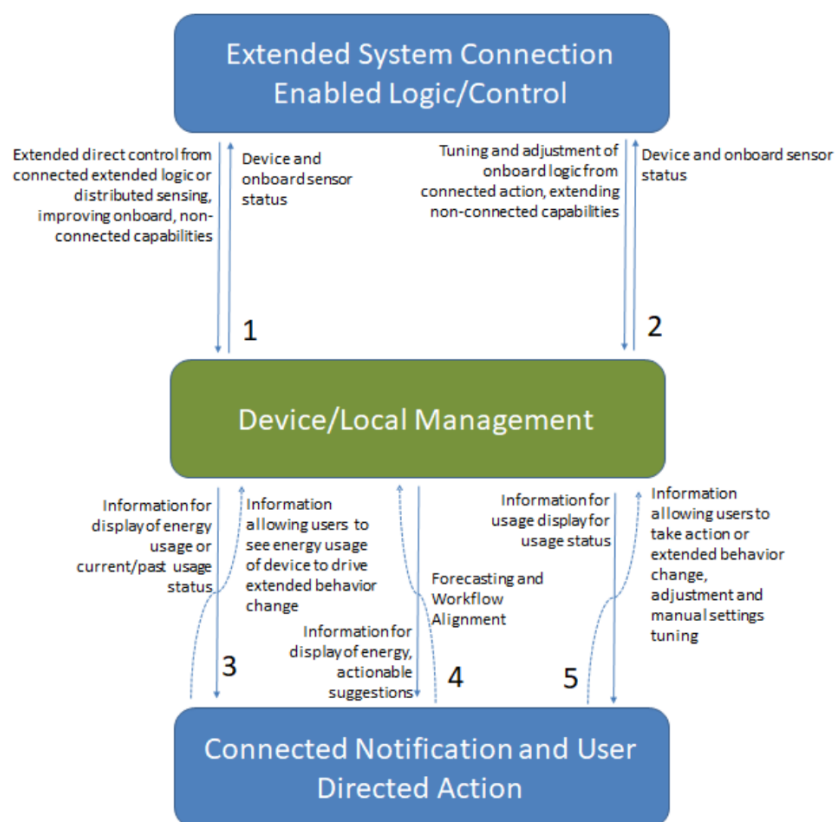 Extended System Connection
Enabled Logic/Control
Extended direct control from
connected extended logic or
distributed sensing,
improving onboard, non-
connected capabilities
Device and
onboard sensor
status
1
Tuning and adjustment of
onboard logic from
connected action, extending
non-connected capabilities
Device and onboard sensor
status
2
Device/Local Management
Information for
display of energy
usage or
current/past usage
status
Information
allowing users to
see energy usage
of device to drive
extended behavior
change
3
Information for
display of energy,
actionable
suggestions
Forecasting and
Workflow
Alignment
4
Information for
usage display for
usage status
Information
allowing users to
take action or
extended behavior
change,
adjustment and
manual settings
tuning
5
Connected Notification and User
Directed Action